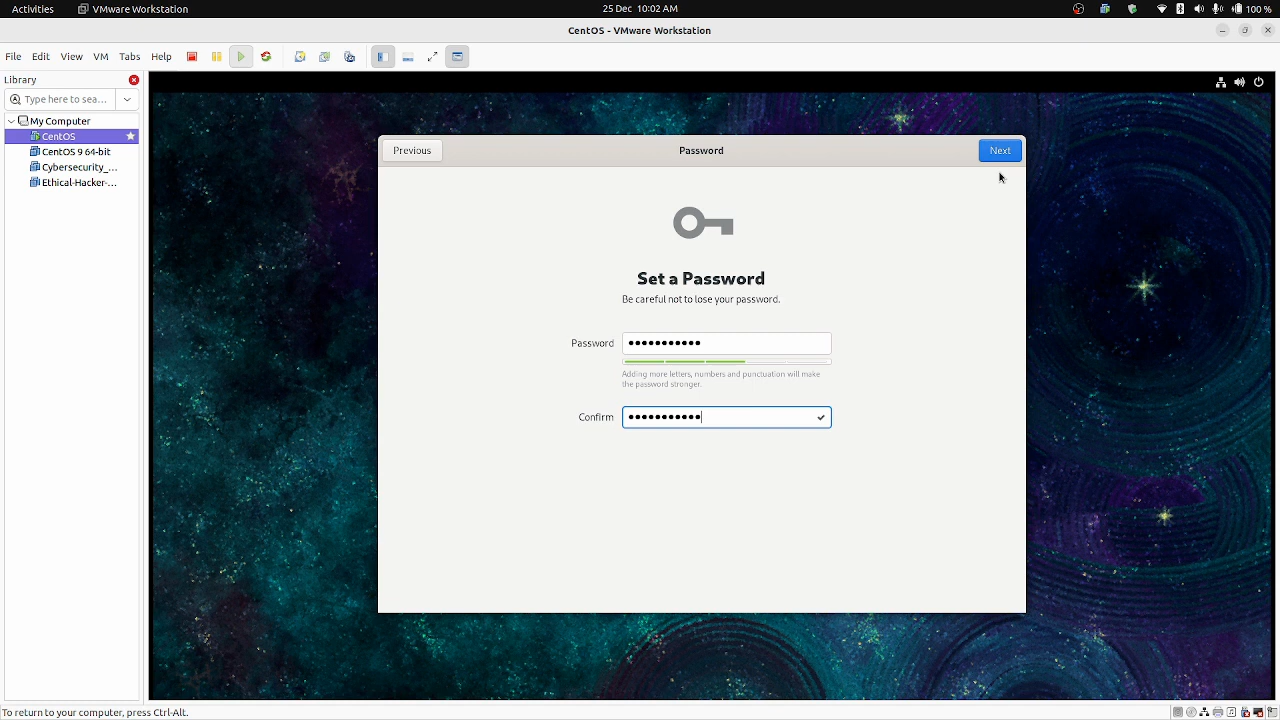 Activities VMware Workstation 25 Dec 10:02 AM 100 %
CentOS - VMware Workstation
File Edit View VM Tabs Help
Library
Type here to sea...
My Computer
CentOS
CentOS 9 64-bit
Cybersecurity_...
Ethical-Hacker-...
Previous Password Next
Set a Password
Be careful not to lose your password.
Password ●●●●●●●●●●●
Adding more letters, numbers and punctuation will make
the password stronger.
Confirm ●●●●●●●●●●●
To return to your computer, press Ctrl-Alt.